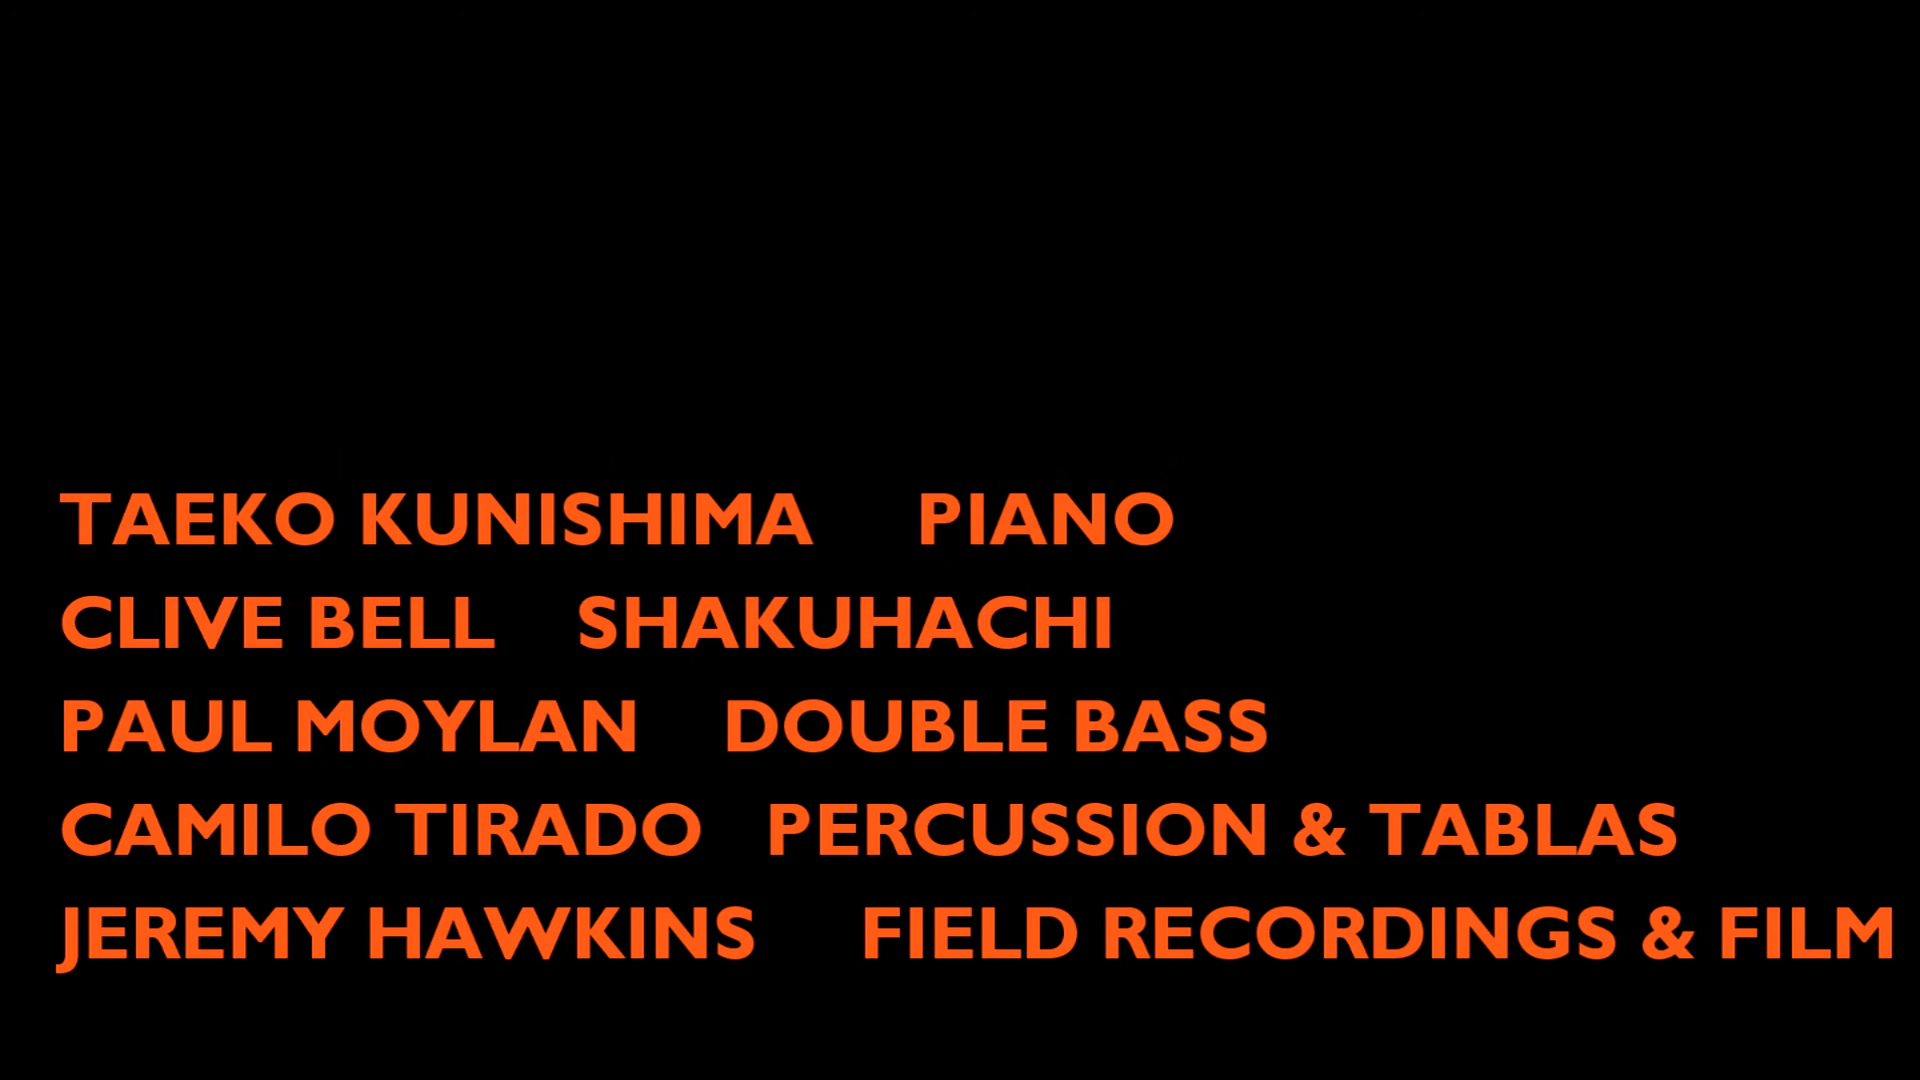 TAEKO KUNISHIMA PIANO
CLIVE BELL SHAKUHACHI
PAUL MOYLAN DOUBLE BASS
CAMILO TIRADO PERCUSSION & TABLAS
JEREMY HAWKINS FIELD RECORDINGS & FILM